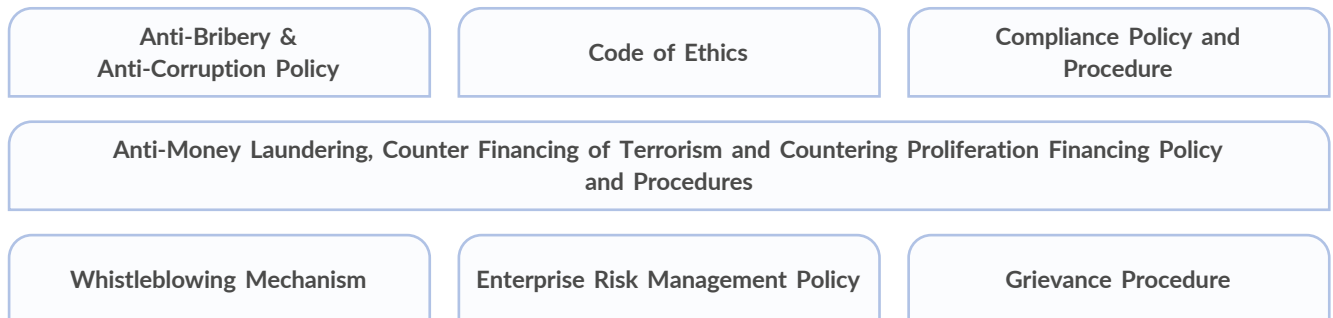 Anti-Bribery &
Anti-Corruption Policy
Code of Ethics
Compliance Policy and
Procedure
Anti-Money Laundering, Counter Financing of Terrorism and Countering Proliferation Financing Policy
and Procedures
Whistleblowing Mechanism
Enterprise Risk Management Policy
Grievance Procedure